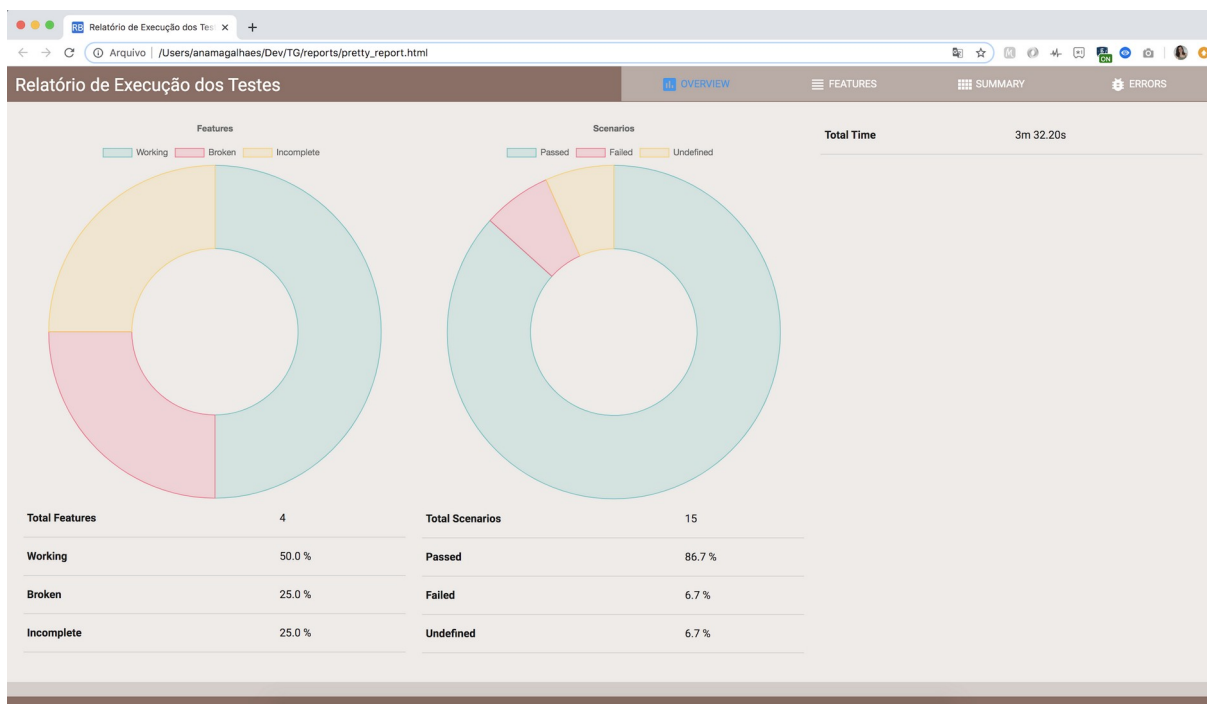 RB Relatório de Execução dos Tes
Arquivo | /Users/anamagalhaes/Dev/TG/reports/pretty_report.html
ON
Relatório de Execução dos Testes
OVERVIEW
FEATURES
SUMMARY
ERRORS
Features
Working Broken Incomplete
Scenarios
Passed Failed Undefined
Total Time 3m 32.20s
Total Features 4
Working 50.0 %
Broken 25.0 %
Incomplete 25.0 %
Total Scenarios 15
Passed 86.7 %
Failed 6.7 %
Undefined 6.7 %